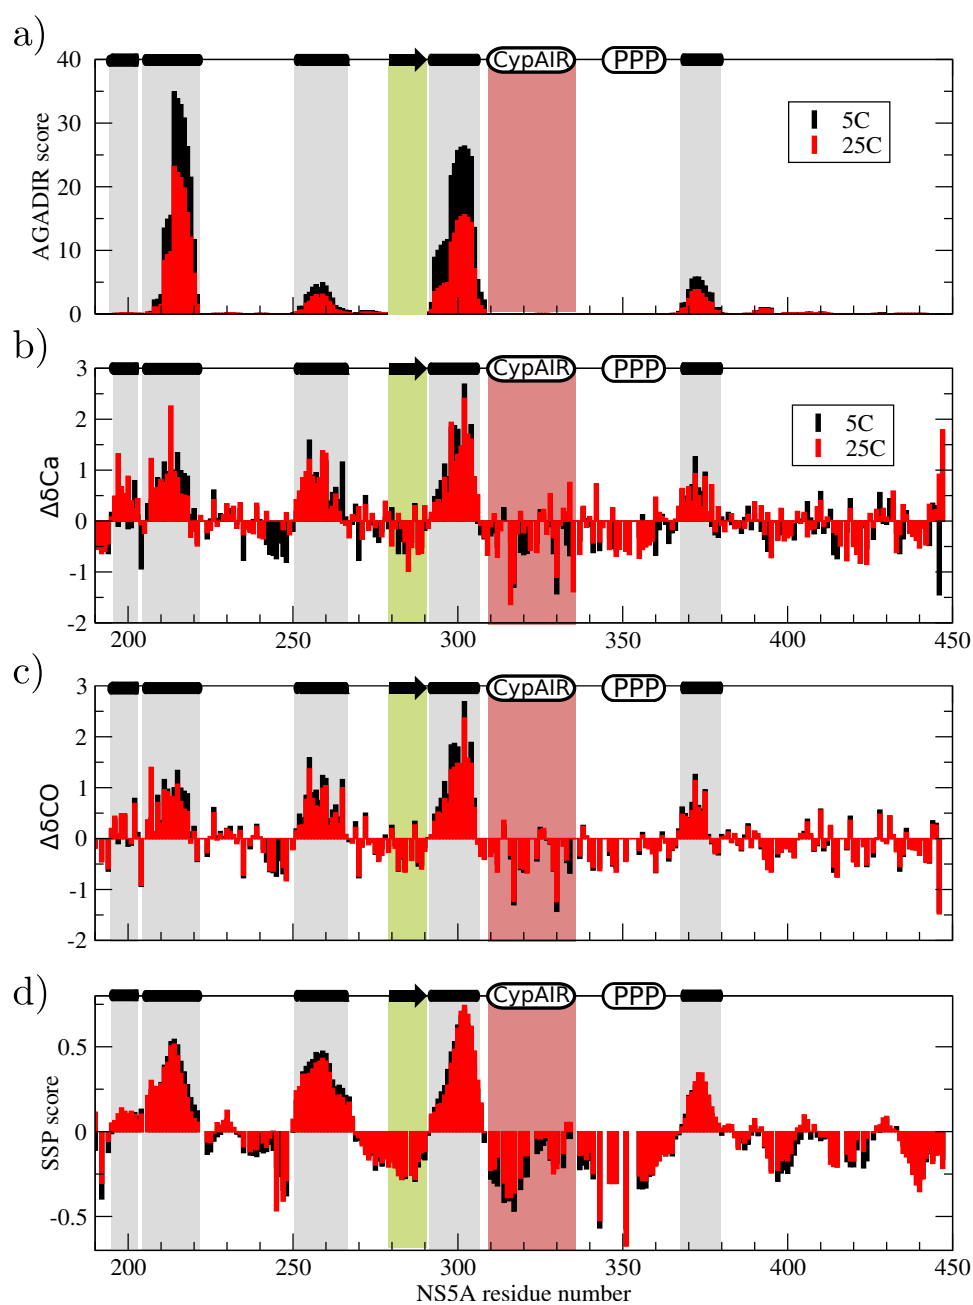 a)
CypAIR PPP
40
30
20
10
0
AGADIR score
5C
25C
b)
CypAIR PPP
3
2
1
0
-1
-2
ΔδCa
5C
25C
200 250 300 350 400 450
c)
CypAIR PPP
3
2
1
0
-1
-2
ΔδCO
d)
CypAIR PPP
0.5
0
-0.5
SSP score
200 250 300 350 400 450
NS5A residue number